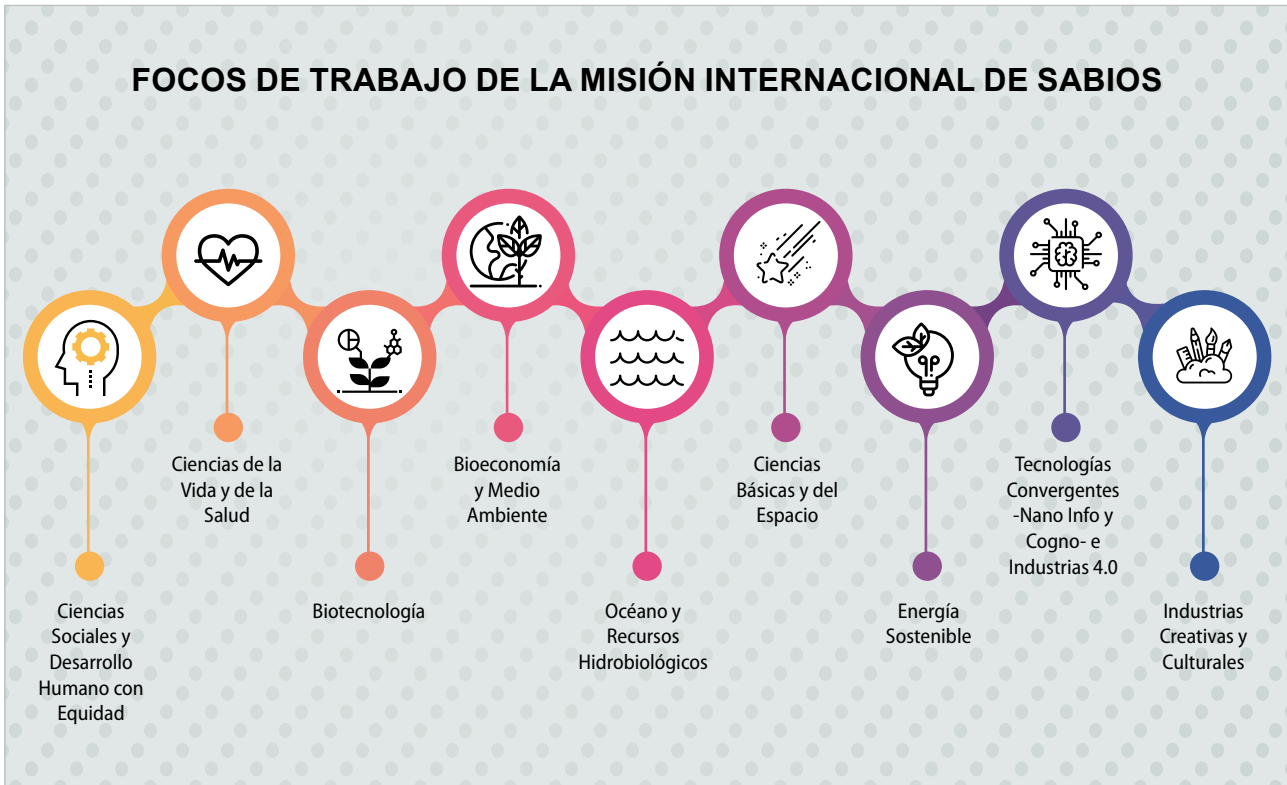 FOCOS DE TRABAJO DE LA MISIÓN INTERNACIONAL DE SABIOS
Ciencias
Sociales y
Desarrollo
Humano con
Equidad
Ciencias de la
Vida y de la
Salud
Biotecnología
Bioeconomía
y Medio
Ambiente
Océano y
Recursos
Hidrobiológicos
Ciencias
Básicas y del
Espacio
Energía
Sostenible
Tecnologías
Convergentes
-Nano Info y
Cogno- e
Industrias 4.0
Industrias
Creativas y
Culturales